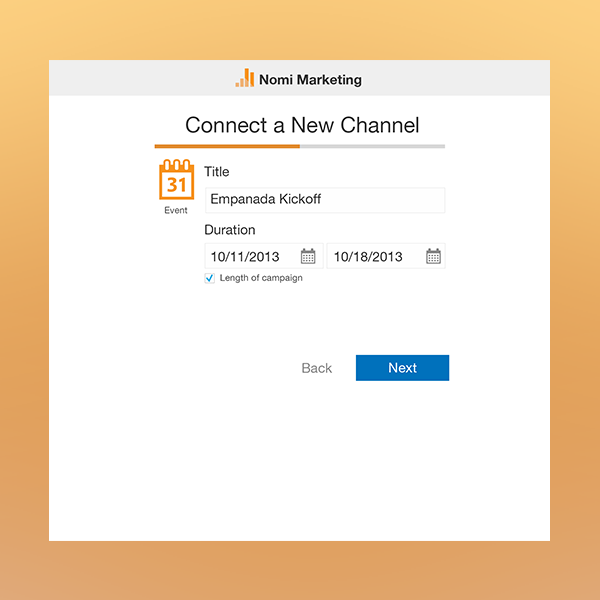 Nomi Marketing
Connect a New Channel
31
Event
Title
Empanada Kickoff
Duration
10/11/2013
10/18/2013
Length of campaign
Back
Next